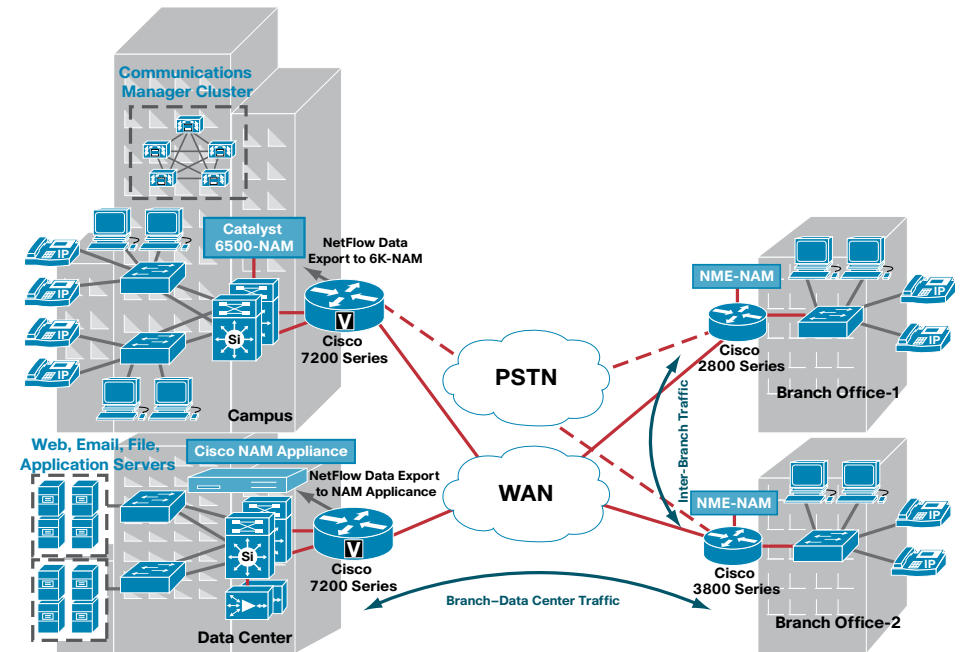 Communications
Manager Cluster
Catalyst
6500-NAM
NetFlow Data
Export to 6K-NAM
IP
IP
IP
IP
Si
V
Cisco
7200 Series
Campus
PSTN
WAN
NME-NAM
Cisco
2800 Series
IP
IP
Branch Office-1
Inter-Branch Traffic
Web, Email, File,
Application Servers
Cisco NAM Appliance
NetFlow Data Export
to NAM Applicance
Si
V
Cisco
7200 Series
Data Center
Branch–Data Center Traffic
NME-NAM
Cisco
3800 Series
IP
IP
Branch Office-2